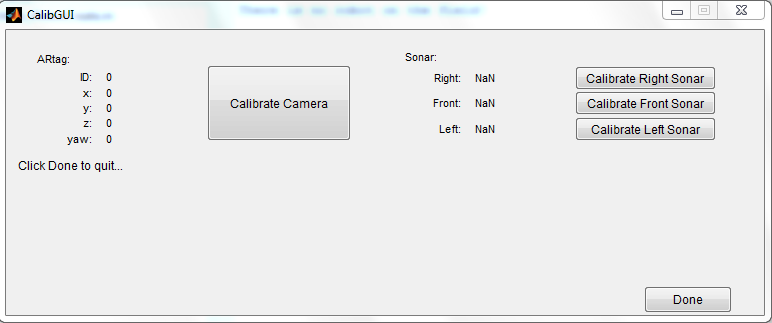 CalibGUI
ARtag:
ID: 0
x: 0
y: 0
z: 0
yaw: 0
Click Done to quit...
Calibrate Camera
Sonar:
Right: NaN
Front: NaN
Left: NaN
Calibrate Right Sonar
Calibrate Front Sonar
Calibrate Left Sonar
Done